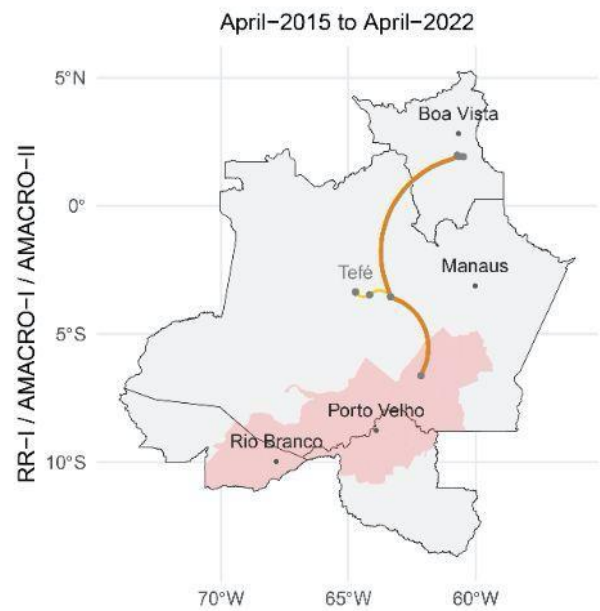 April−2015 to April−2022
RR−I / AMACRO−I / AMACRO−II
5°N
Boa Vista
0°
Tefé
Manaus
5°S
Porto Velho
Rio Branco
10°S
70°W 65°W 60°W